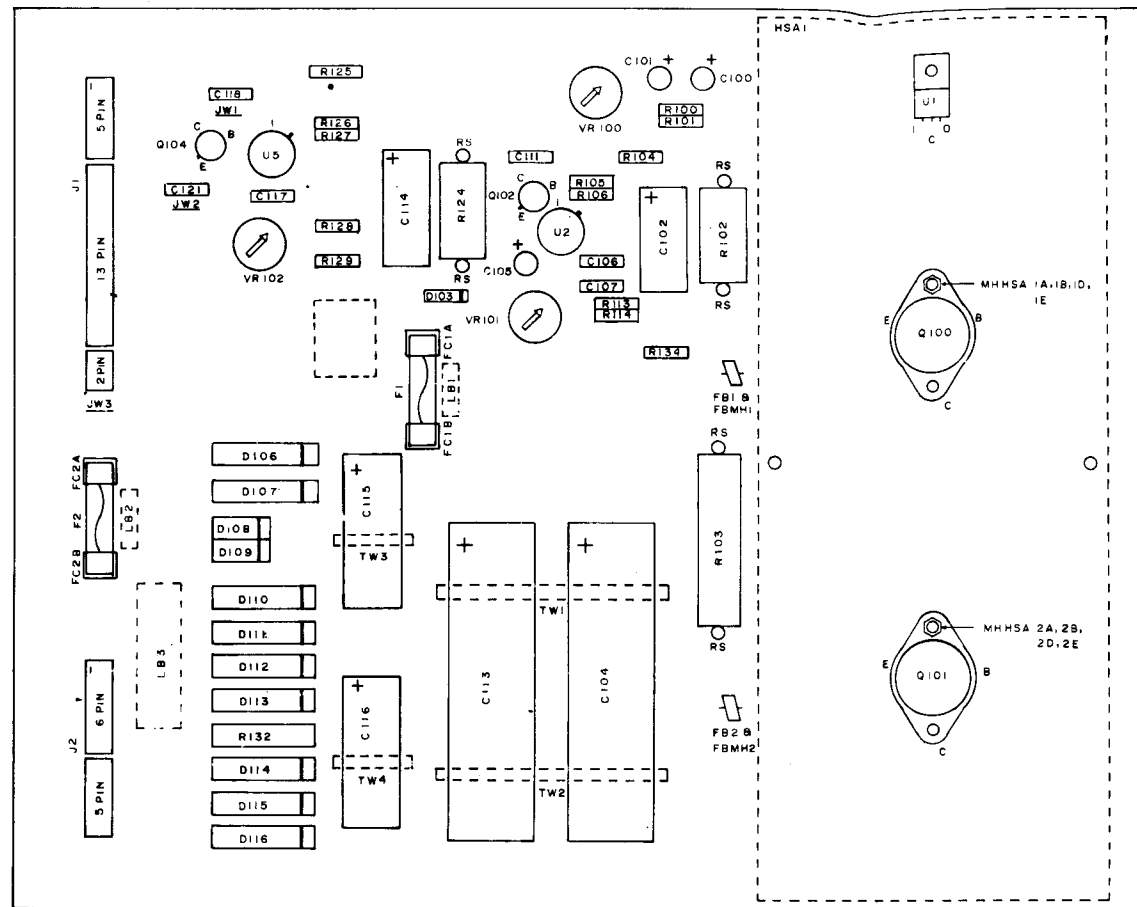 HSA1
R125
C101 +
+ C100
1
5 PIN
C118
JW1
VR100
R100
R101
U1
I C O
R126
R127
C
Q104
B
E
1
U5
RS
RS
C111
R104
C121
JW2
C117
+
C114
R124
Q102
C
B
E
1
U2
R105
R106
+
C102
R102
J1
13 PIN
R128
R129
VR102
+
C105
RS
C106
RS
D103
C107
R113
R114
VR101
MHHSA 1A,1B,1D,
1E
E
Q100
B
C
2 PIN
JW3
FC1A
F1
LB1
FC1B
R134
FB1 &
FBMH1
RS
D106
D107
FC2A
F2
LB2
FC2B
D108
D109
+
C115
TW3
+
C113
+
C104
TW1
R103
D110
D111
D112
D113
R132
D114
D115
D116
LB3
RS
MHHSA 2A,2B,
2D,2E
E
Q101
B
C
1
6 PIN
J2
5 PIN
+
C116
TW4
TW2
FB2 &
FBMH2